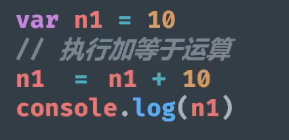 var n1 = 10
// 执行加等于运算
n1  = n1 + 10
console.log(n1)